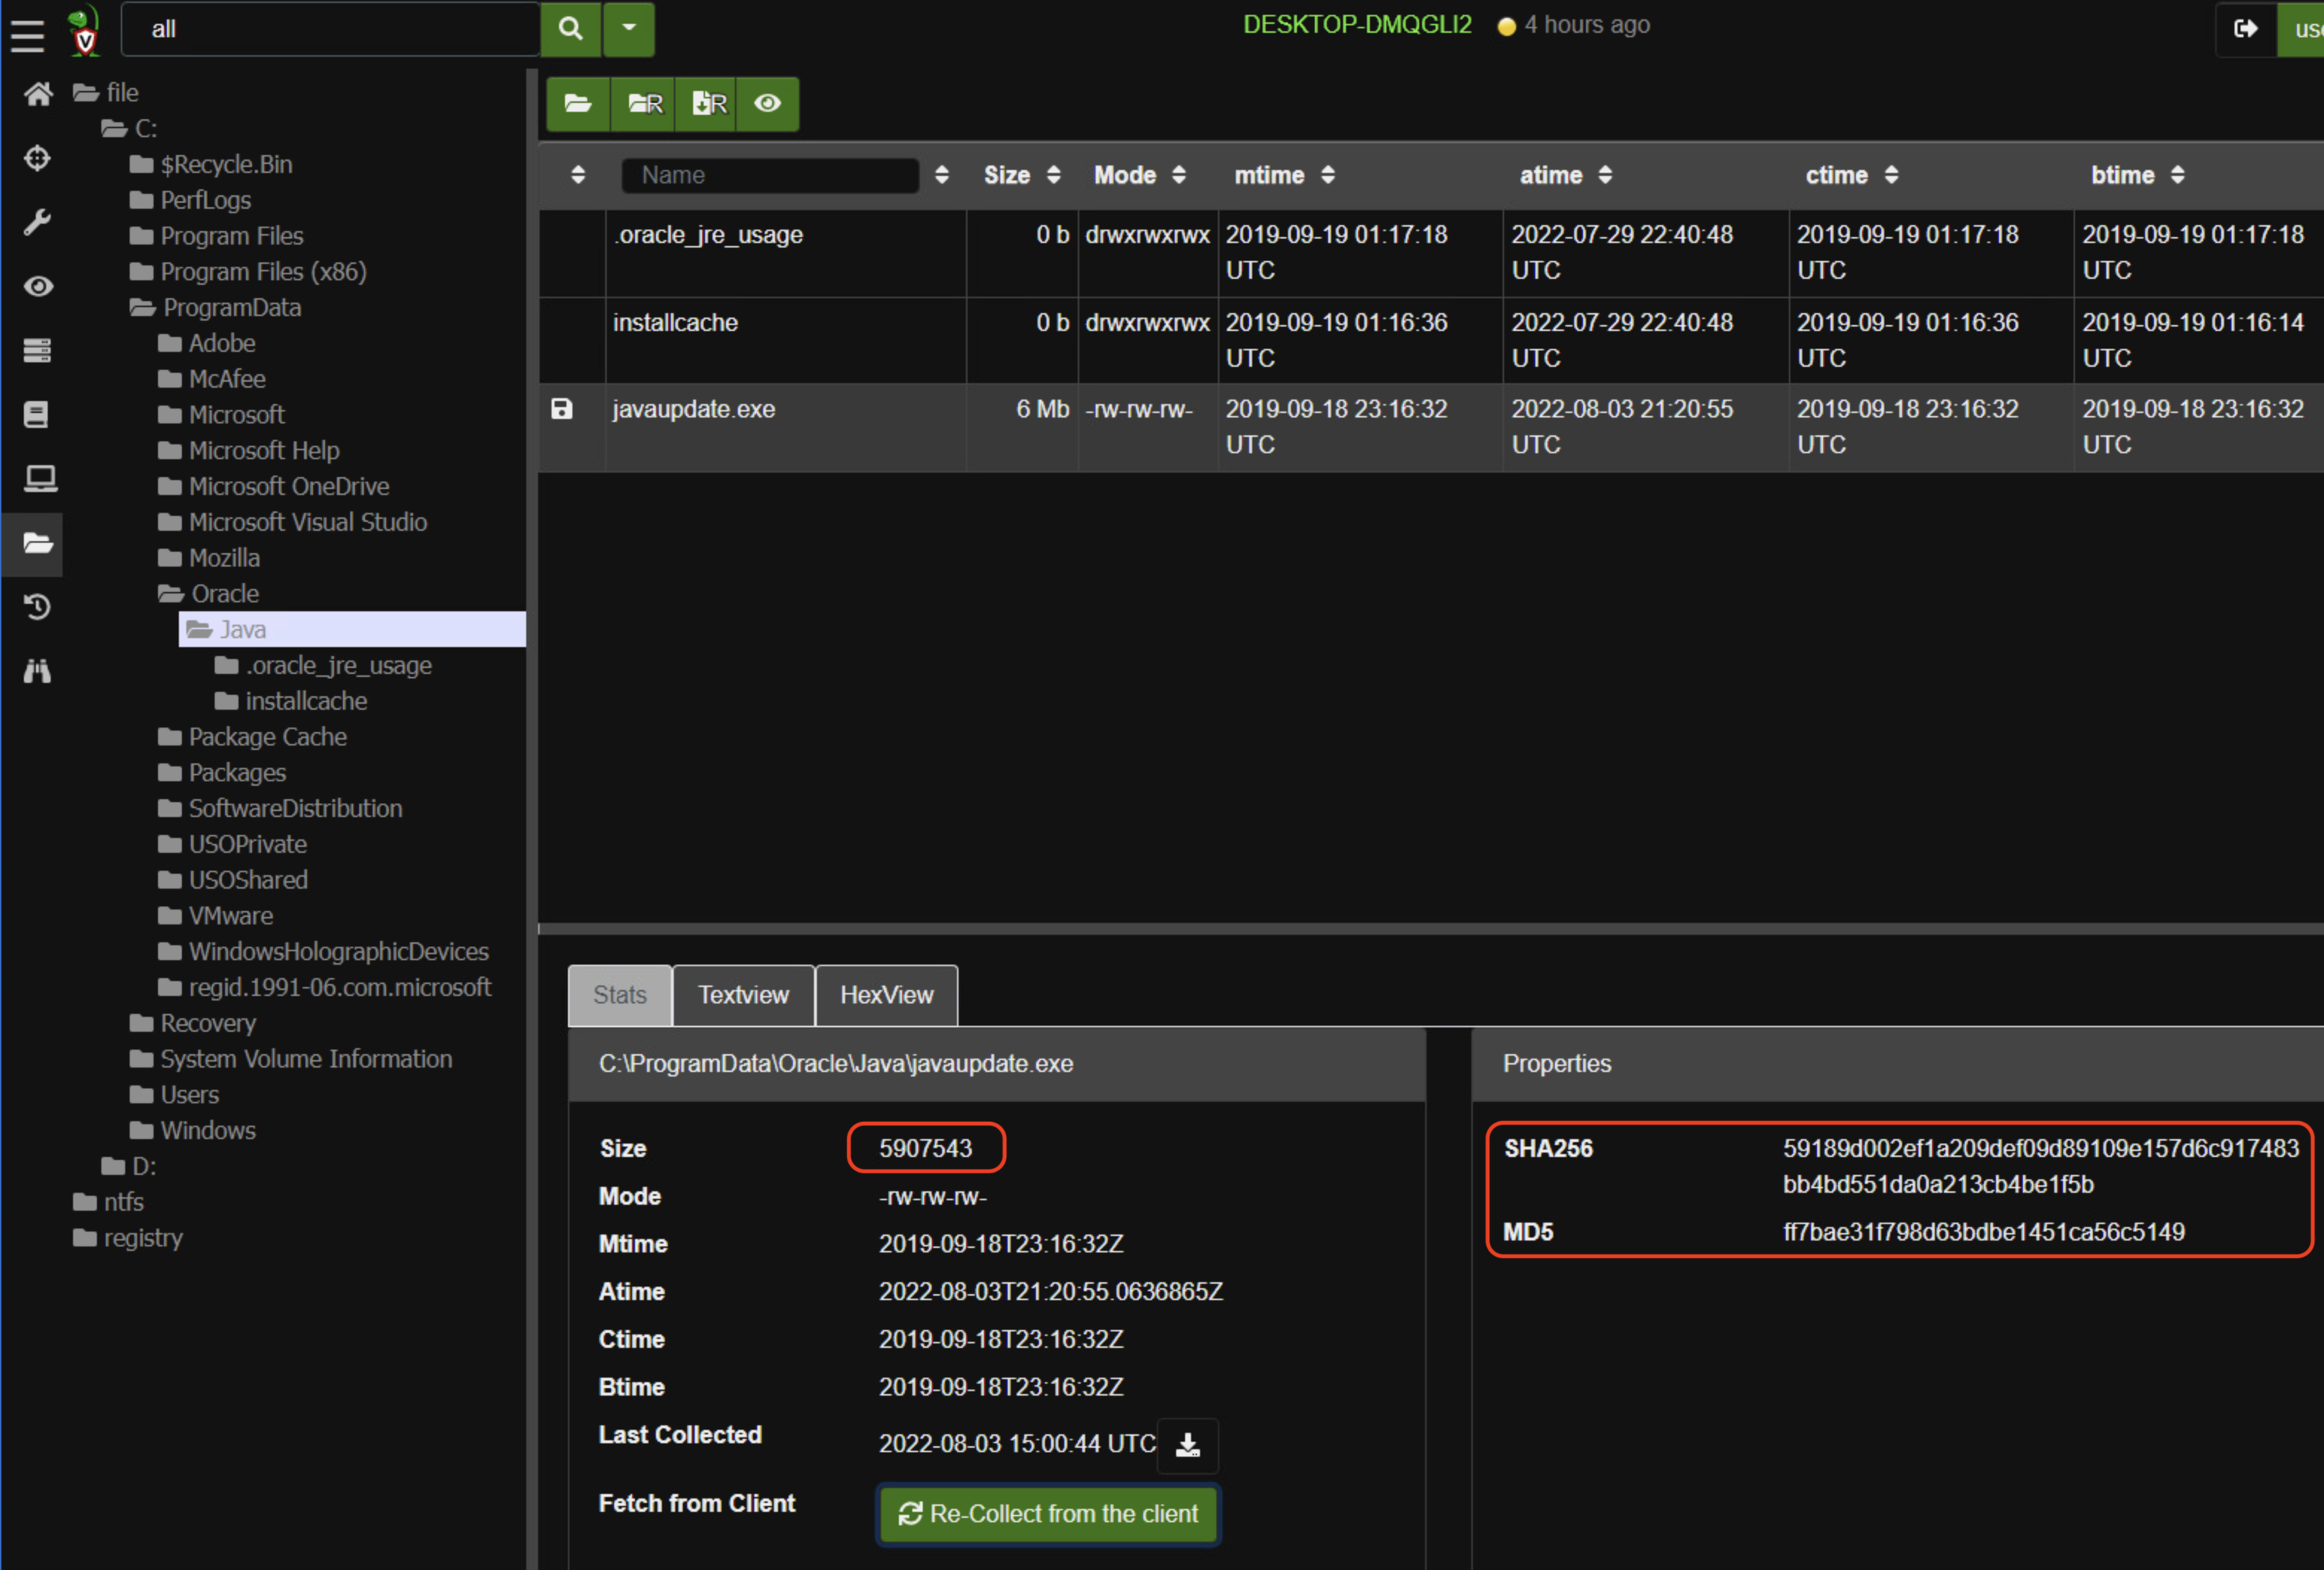 all
DESKTOP-DMQGLI2 4 hours ago
file
C:
$Recycle.Bin
PerfLogs
Program Files
Program Files (x86)
ProgramData
Adobe
McAfee
Microsoft
Microsoft Help
Microsoft OneDrive
Microsoft Visual Studio
Mozilla
Oracle
Java
.oracle_jre_usage
installcache
Package Cache
Packages
SoftwareDistribution
USOPrivate
USOShared
VMware
WindowsHolographicDevices
regid.1991-06.com.microsoft
Recovery
System Volume Information
Users
Windows
D:
ntfs
registry
R R
Name Size Mode mtime atime ctime btime
.oracle_jre_usage 0 b drwxrwxrwx 2019-09-19 01:17:18 UTC 2022-07-29 22:40:48 UTC 2019-09-19 01:17:18 UTC 2019-09-19 01:17:18 UTC
installcache 0 b drwxrwxrwx 2019-09-19 01:16:36 UTC 2022-07-29 22:40:48 UTC 2019-09-19 01:16:36 UTC 2019-09-19 01:16:14 UTC
javaupdate.exe 6 Mb -rw-rw-rw- 2019-09-18 23:16:32 UTC 2022-08-03 21:20:55 UTC 2019-09-18 23:16:32 UTC 2019-09-18 23:16:32 UTC
Stats Textview HexView
C:\ProgramData\Oracle\Java\javaupdate.exe
Size 5907543
Mode -rw-rw-rw-
Mtime 2019-09-18T23:16:32Z
Atime 2022-08-03T21:20:55.0636865Z
Ctime 2019-09-18T23:16:32Z
Btime 2019-09-18T23:16:32Z
Last Collected 2022-08-03 15:00:44 UTC
Fetch from Client Re-Collect from the client
Properties
SHA256 59189d002ef1a209def09d89109e157d6c917483
bb4bd551da0a213cb4be1f5b
MD5 ff7bae31f798d63bdbe1451ca56c5149